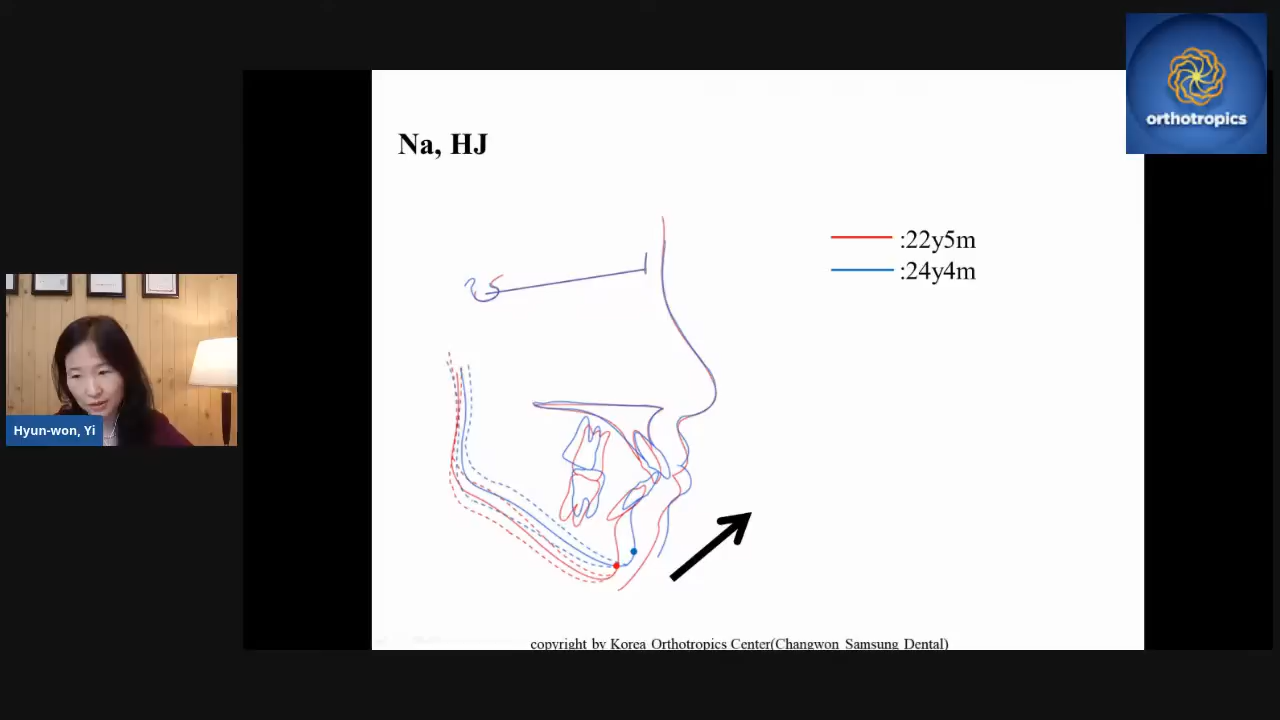 orthotropics
Na, HJ
:22y5m
:24y4m
Hyun-won, Yi
copyright by Korea Orthotropics Center(Changwon Samsung Dental)